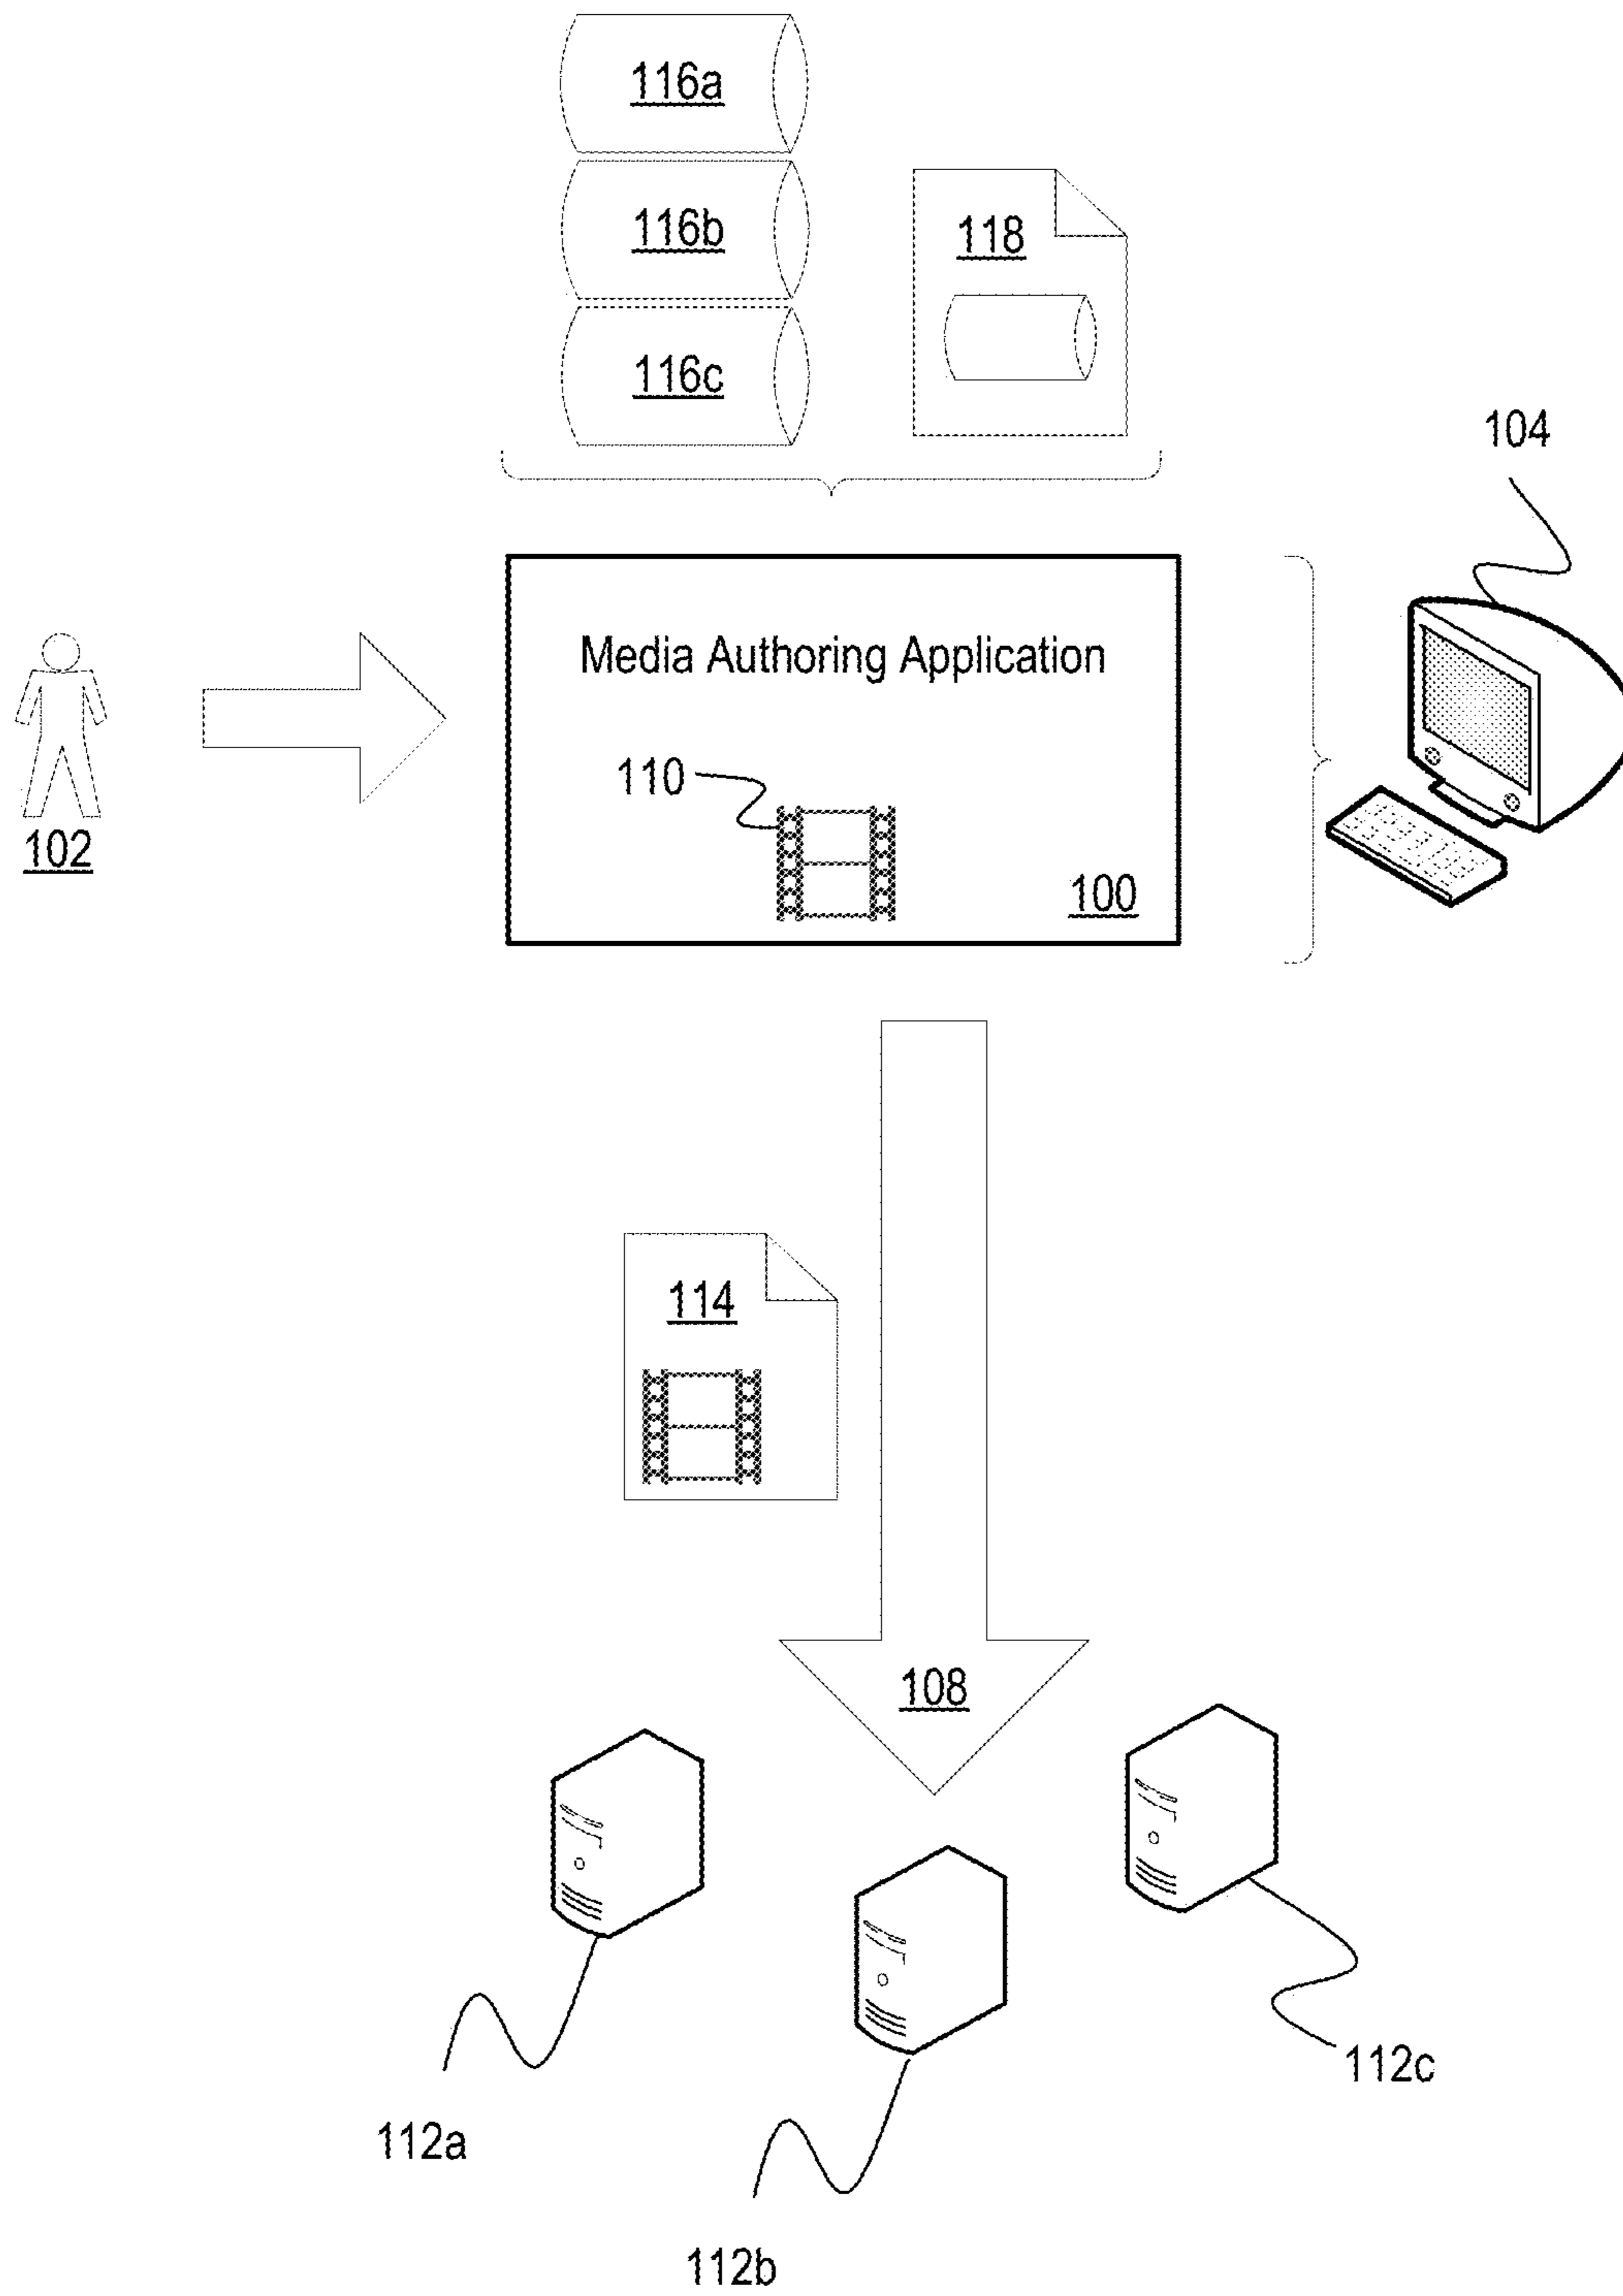 116a
116b
118
116c
104
Media Authoring Application
110
102
100
114
108
112c
112a
112b